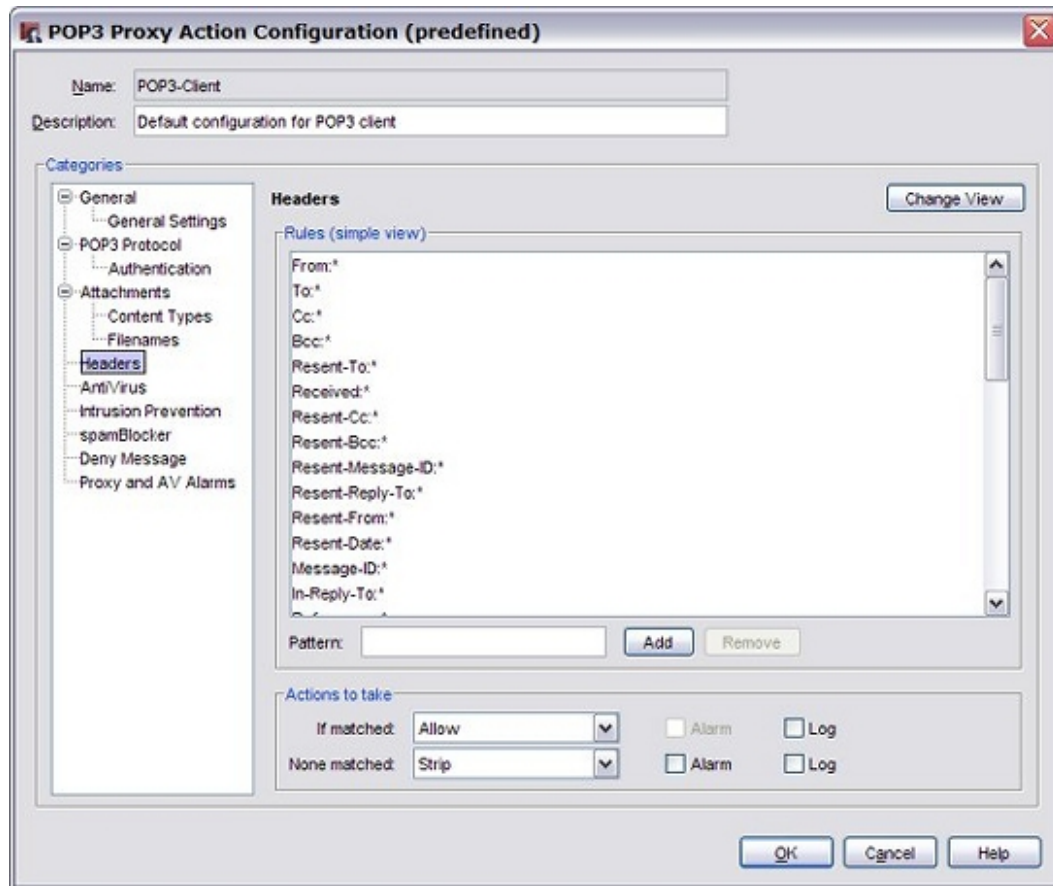 POP3 Proxy Action Configuration (predefined)
Name: POP3-Client
Description: Default configuration for POP3 client
Categories
General
General Settings
POP3 Protocol
Authentication
Attachments
Content Types
Filenames
Headers
AntiVirus
Intrusion Prevention
spamBlocker
Deny Message
Proxy and AV Alarms
Headers
Change View
Rules (simple view)
From:*
To:*
Cc:*
Bcc:*
Resent-To:*
Received:*
Resent-Cc:*
Resent-Bcc:*
Resent-Message-ID:*
Resent-Reply-To:*
Resent-From:*
Resent-Date:*
Message-ID:*
In-Reply-To:*
Pattern: Add Remove
Actions to take
If matched: Allow Alarm Log
None matched: Strip Alarm Log
OK Cancel Help